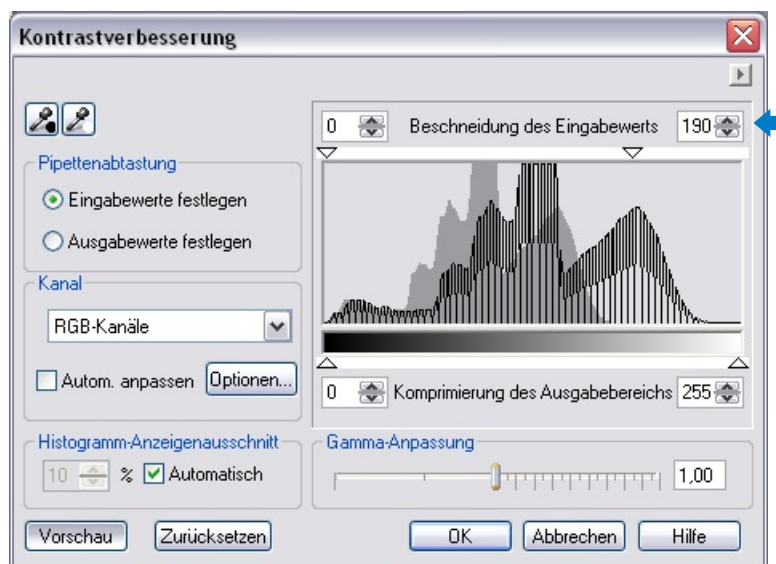 Kontrastverbesserung
0 Beschneidung des Eingabewerts 190
Pipettenabtastung
Eingabewerte festlegen
Ausgabewerte festlegen
Kanal
RGB-Kanäle
Autom. anpassen Optionen...
0 Komprimierung des Ausgabebereichs 255
Histogramm-Anzeigenausschnitt
10 % Automatisch
Gamma-Anpassung
1,00
Vorschau Zurücksetzen OK Abbrechen Hilfe